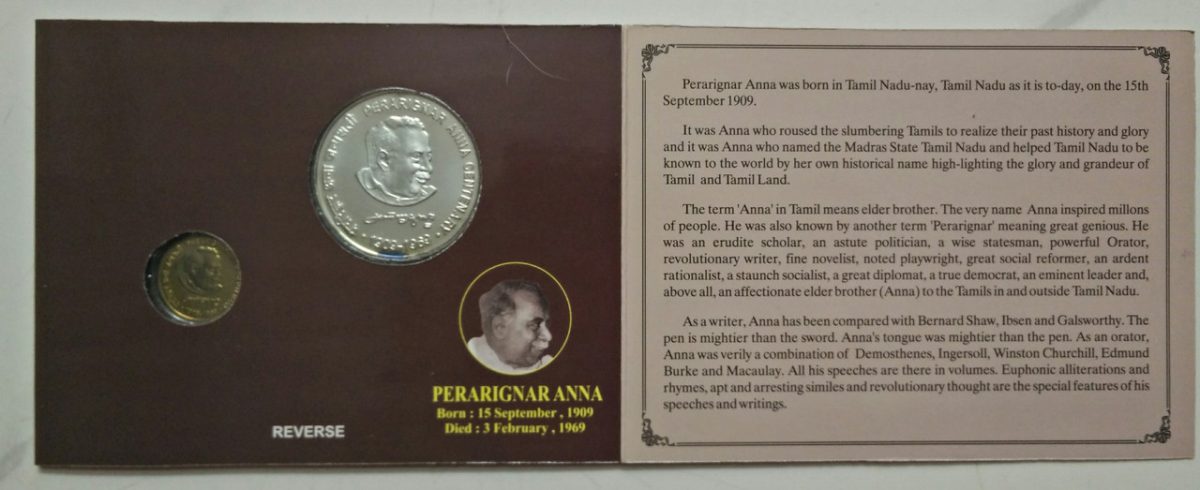 PERARIGNAR ANNA CENTENARY
1909-1969
PERARIGNAR ANNA
Born : 15 September , 1909
Died : 3 February , 1969
REVERSE
Perarignar Anna was born in Tamil Nadu-nay, Tamil Nadu as it is to-day, on the 15th
September 1909.
It was Anna who roused the slumbering Tamils to realize their past history and glory
and it was Anna who named the Madras State Tamil Nadu and helped Tamil Nadu to be
known to the world by her own historical name high-lighting the glory and grandeur of
Tamil and Tamil Land.
The term 'Anna' in Tamil means elder brother. The very name Anna inspired millons
of people. He was also known by another term 'Perarignar' meaning great genious. He
was an erudite scholar, an astute politician, a wise statesman, powerful Orator,
revolutionary writer, fine novelist, noted playwright, great social reformer, an ardent
rationalist, a staunch socialist, a great diplomat, a true democrat, an eminent leader and,
above all, an affectionate elder brother (Anna) to the Tamils in and outside Tamil Nadu.
As a writer, Anna has been compared with Bernard Shaw, Ibsen and Galsworthy. The
pen is mightier than the sword. Anna's tongue was mightier than the pen. As an orator,
Anna was verily a combination of Demosthenes, Ingersoll, Winston Churchill, Edmund
Burke and Macaulay. All his speeches are there in volumes. Euphonic alliterations and
rhymes, apt and arresting similes and revolutionary thought are the special features of his
speeches and writings.